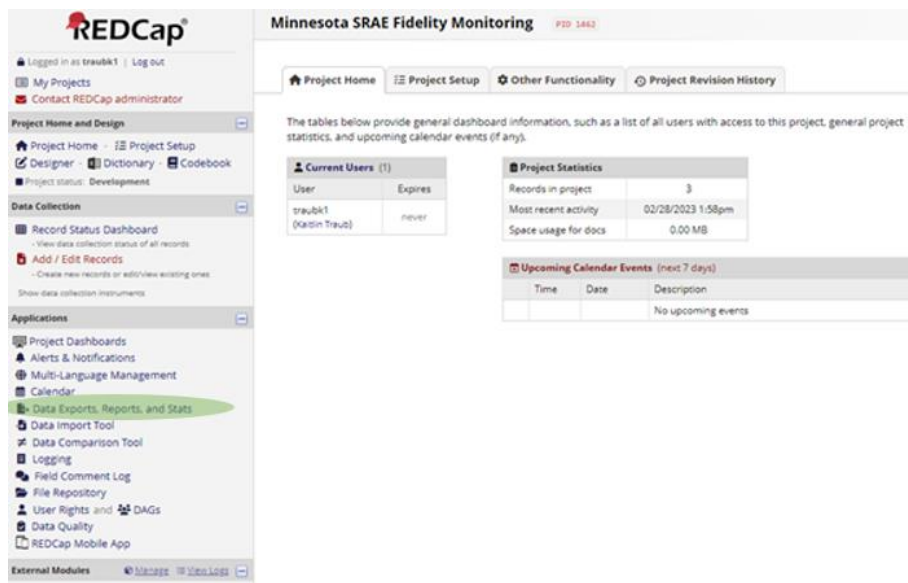 REDCap
Logged in as traubk1 | Log out
My Projects
Contact REDCap administrator
Project Home and Design
Project Home · Project Setup
Designer · Dictionary · Codebook
Project status: Development
Data Collection
Record Status Dashboard
- View data collection status of all records
Add / Edit Records
- Create new records or edit/view existing ones
Show data collection instruments
Applications
Project Dashboards
Alerts & Notifications
Multi-Language Management
Calendar
Data Exports, Reports, and Stats
Data Import Tool
Data Comparison Tool
Logging
Field Comment Log
File Repository
User Rights and DAGs
Data Quality
REDCap Mobile App
External Modules Manage View Logs
Minnesota SRAE Fidelity Monitoring PID 1462
Project Home Project Setup Other Functionality Project Revision History
The tables below provide general dashboard information, such as a list of all users with access to this project, general project
statistics, and upcoming calendar events (if any).
Current Users (1)
User Expires
traubk1
(Kaitlin Traub) never
Project Statistics
Records in project 3
Most recent activity 02/28/2023 1:58pm
Space usage for docs 0.00 MB
Upcoming Calendar Events (next 7 days)
Time Date Description
No upcoming events